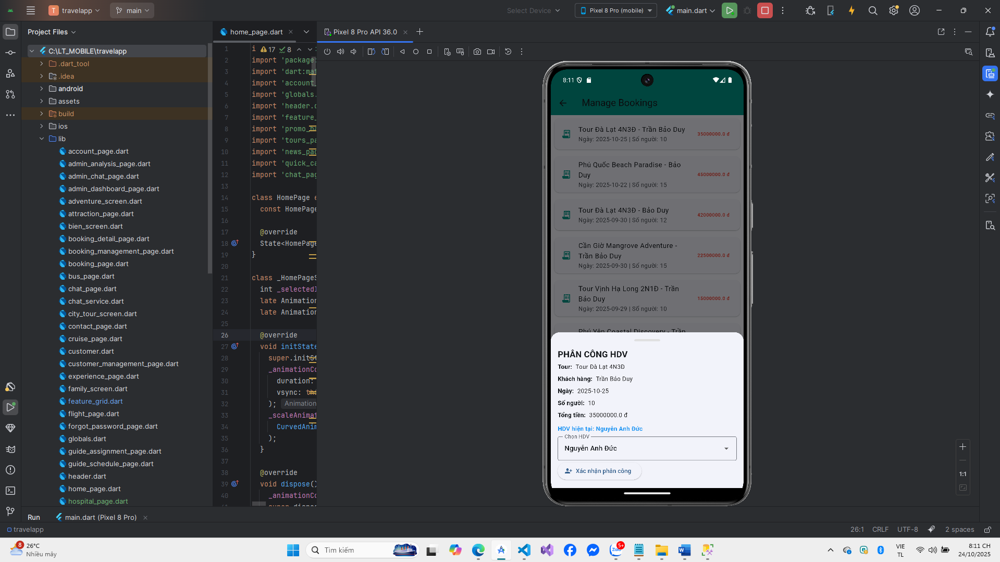 travelapp
main
Select Device
Pixel 8 Pro (mobile)
main.dart
Project Files
home_page.dart
Pixel 8 Pro API 36.0
C:\LT_MOBILE\travelapp
.dart_tool
.idea
android
assets
build
ios
lib
account_page.dart
admin_analysis_page.dart
admin_chat_page.dart
admin_dashboard_page.dart
adventure_screen.dart
attraction_page.dart
bien_screen.dart
booking_detail_page.dart
booking_management_page.dart
booking_page.dart
bus_page.dart
chat_page.dart
chat_service.dart
city_tour_screen.dart
contact_page.dart
cruise_page.dart
customer.dart
customer_management_page.dart
experience_page.dart
family_screen.dart
feature_grid.dart
flight_page.dart
forgot_password_page.dart
globals.dart
guide_assignment_page.dart
guide_schedule_page.dart
header.dart
home_page.dart
hospital_page.dart
1 i 17 8
2 import 'package:
3 import 'dart:mat
4 import 'account_
5 import 'globals.
6 import 'header.d
7 import 'feature_
8 import 'promo_ba
9 import 'tours_pa
10 import 'news_pag
11 import 'quick_ca
12 import 'chat_pag
13
14 class HomePage e
15 const HomePage
16
17 @override
18 State<HomePage
19 }
20
21 class _HomePageS
22 int _selectedI
23 late Animation
24 late Animation
25
26 @override
27 void initState
28 super.initSt
29 _animationCo
30 duration:
31 vsync: thi
32 ); Animation
33 _scaleAnimat
34 CurvedAnim
35 );
36 }
37
38 @override
39 void dispose()
40 _animationCo
8:11
Manage Bookings
Tour Đà Lạt 4N3Đ - Trần Bảo Duy
Ngày: 2025-10-25 | Số người: 10
35000000.0 đ
Phú Quốc Beach Paradise - Bảo
Duy
Ngày: 2025-10-22 | Số người: 15
45000000.0 đ
Tour Đà Lạt 4N3Đ - Bảo Duy
Ngày: 2025-09-30 | Số người: 12
42000000.0 đ
Cần Giờ Mangrove Adventure -
Trần Bảo Duy
Ngày: 2025-09-30 | Số người: 15
22500000.0 đ
Tour Vịnh Hạ Long 2N1Đ - Trần
Bảo Duy
Ngày: 2025-09-29 | Số người: 10
15000000.0 đ
Phú Yên Coastal Discovery - Trần
PHÂN CÔNG HDV
Tour: Tour Đà Lạt 4N3Đ
Khách hàng: Trần Bảo Duy
Ngày: 2025-10-25
Số người: 10
Tổng tiền: 35000000.0 đ
HDV hiện tại: Nguyễn Anh Đức
Chọn HDV
Nguyễn Anh Đức
Xác nhận phân công
1:1
Run
main.dart (Pixel 8 Pro)
travelapp
26:1 CRLF UTF-8 2 spaces
8
26°C
Nhiều mây
Tìm kiếm
Zalo
5+
VIE
TL
8:11 CH
24/10/2025